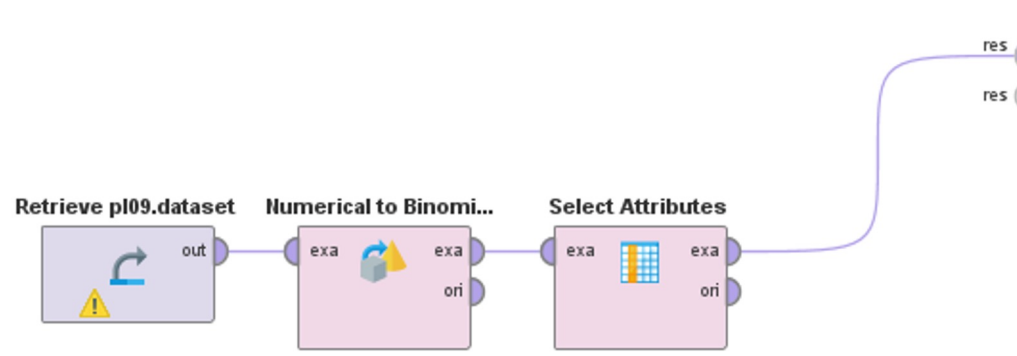 res
res
Retrieve pl09.dataset
Numerical to Binomi...
Select Attributes
out
exa
exa
ori
exa
exa
ori